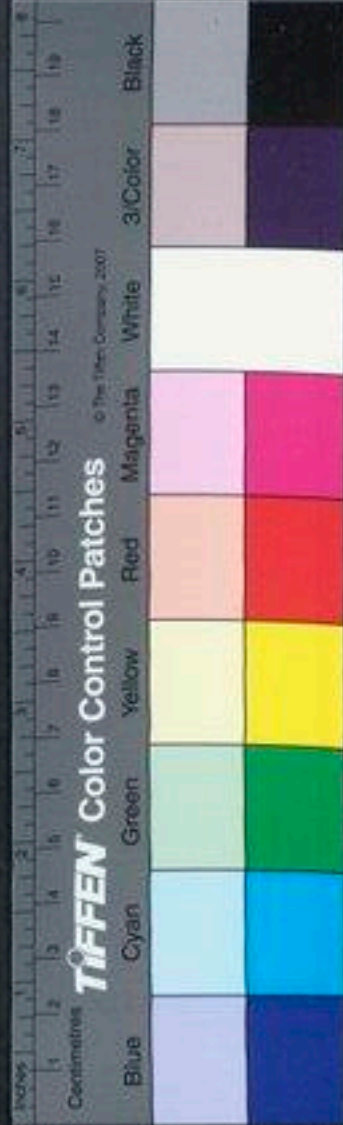 Inches 1 2 3 4 5 6 7 8
Centimetres 1 2 3 4 5 6 7 8 9 10 11 12 13 14 15 16 17 18 19
TIFFEN Color Control Patches © The Tiffen Company, 2007
Blue Cyan Green Yellow Red Magenta White 3/Color Black